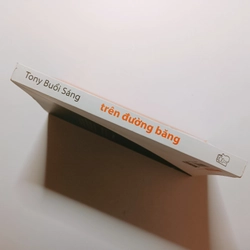 Tony Buổi Sáng
trên đường băng